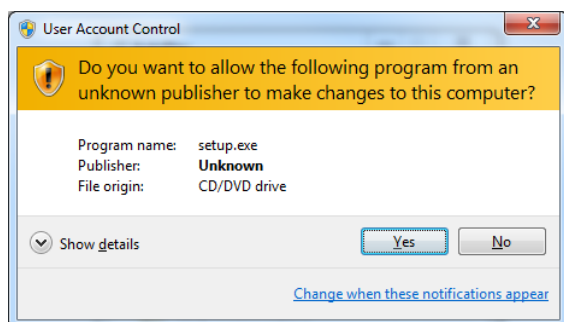 User Account Control
Do you want to allow the following program from an
unknown publisher to make changes to this computer?
Program name: setup.exe
Publisher: Unknown
File origin: CD/DVD drive
Show details
Yes
No
Change when these notifications appear